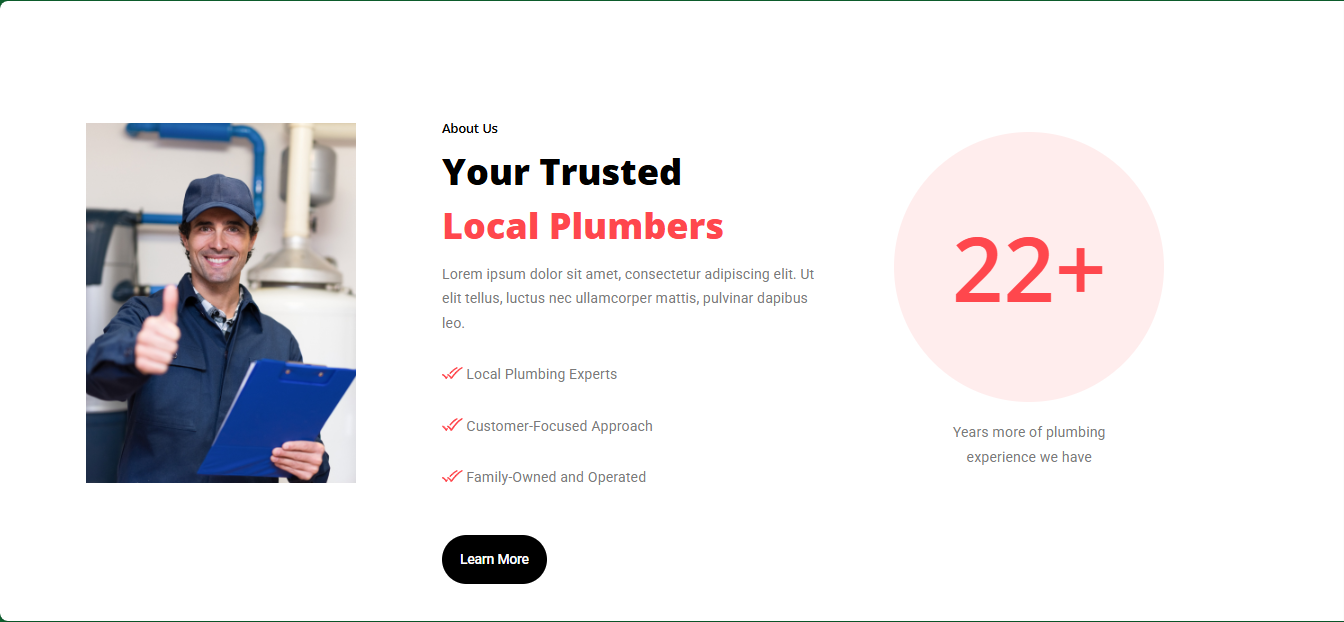 About Us
Your Trusted
Local Plumbers
Lorem ipsum dolor sit amet, consectetur adipiscing elit. Ut
elit tellus, luctus nec ullamcorper mattis, pulvinar dapibus
leo.
Local Plumbing Experts
Customer-Focused Approach
Family-Owned and Operated
Learn More
22+
Years more of plumbing
experience we have